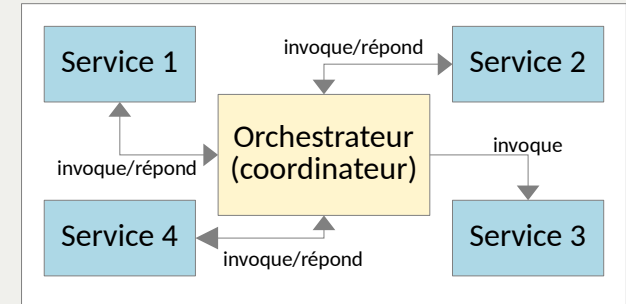 Service 1
invoque/répond
Service 2
Orchestrateur
(coordinateur)
invoque
invoque/répond
Service 4
invoque/répond
Service 3